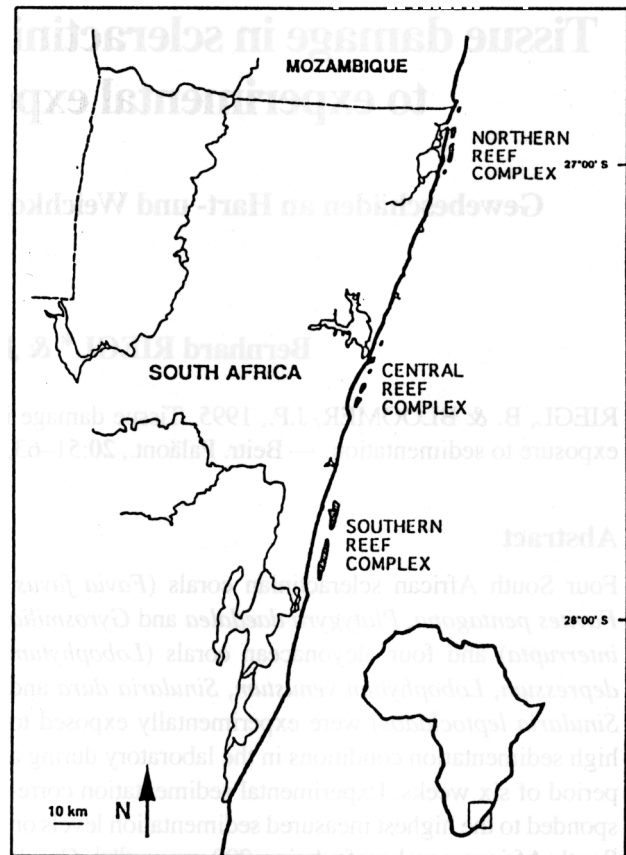 Tissue damage in scleractini
to experimental exp
MOZAMBIQUE
NORTHERN
REEF
COMPLEX
27°00' S
Gewebeschäden an Hart- und Weichko
Bernhard RIEGL * &
SOUTH AFRICA
CENTRAL
REEF
COMPLEX
RIEGL, B. & BLOOMER, J.P., 1995. Tissue damage
exposure to sedimentation. — Beitr. Paläont., 20:51–63,
SOUTHERN
REEF
COMPLEX
Abstract
Four South African scleractinian corals (Favia favus
pentagona, Platygyra daedalea and Gyrosmilia
interrupta) and four alcyonacean corals (Lobophytum
depressum, Lobophytum venustum, Sinularia dura and
Sinularia leptoclados) were experimentally exposed to
28°00' S
high sedimentation conditions in the laboratory during a
period of six weeks. Experimental sedimentation corre-
sponded to the highest measured sedimentation levels on
10 km
N